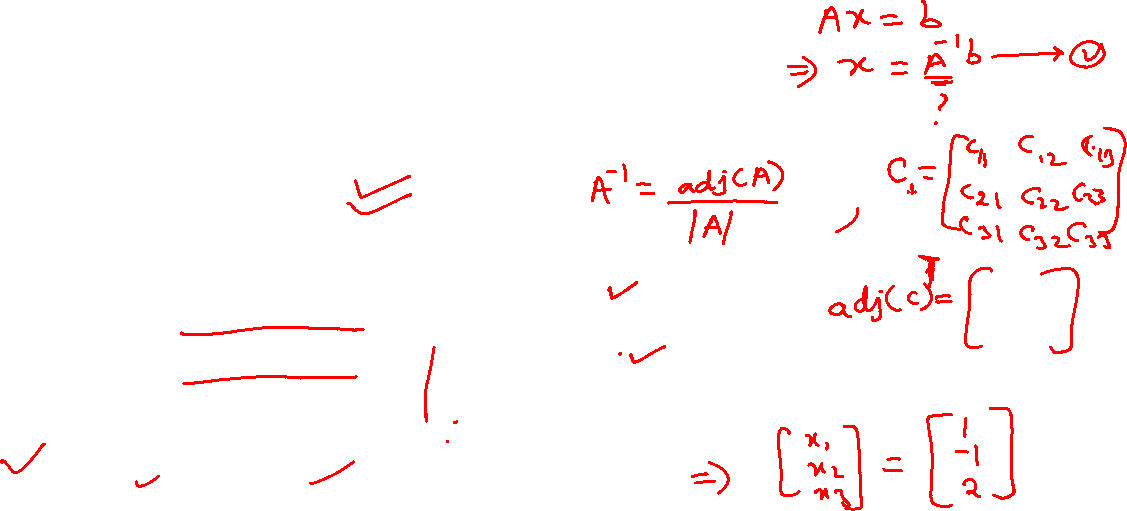 Ax = b
⇒ x = A⁻¹b → ✓
?
A⁻¹ = adj(A) / |A| , C = [C₁₁ C₁₂ C₁₃
C₂₁ C₂₂ C₂₃
C₃₁ C₃₂ C₃₃]
adj(C)ᵀ = [ ]
⇒ [x₁ x₂ x₃] = [1 -1 2]